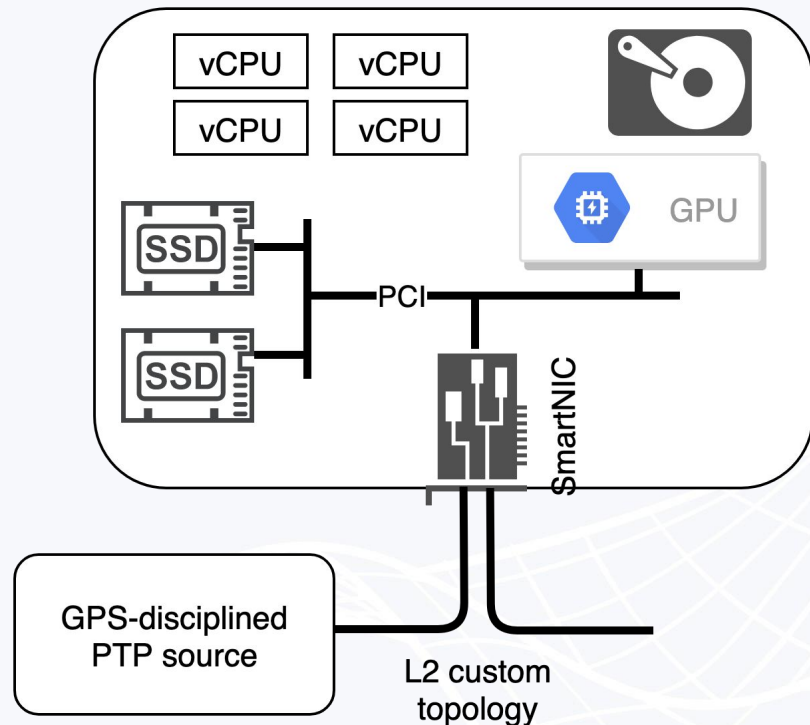 vCPU
vCPU
vCPU
vCPU
GPU
SSD
PCI
SSD
SmartNIC
GPS-disciplined
PTP source
L2 custom
topology